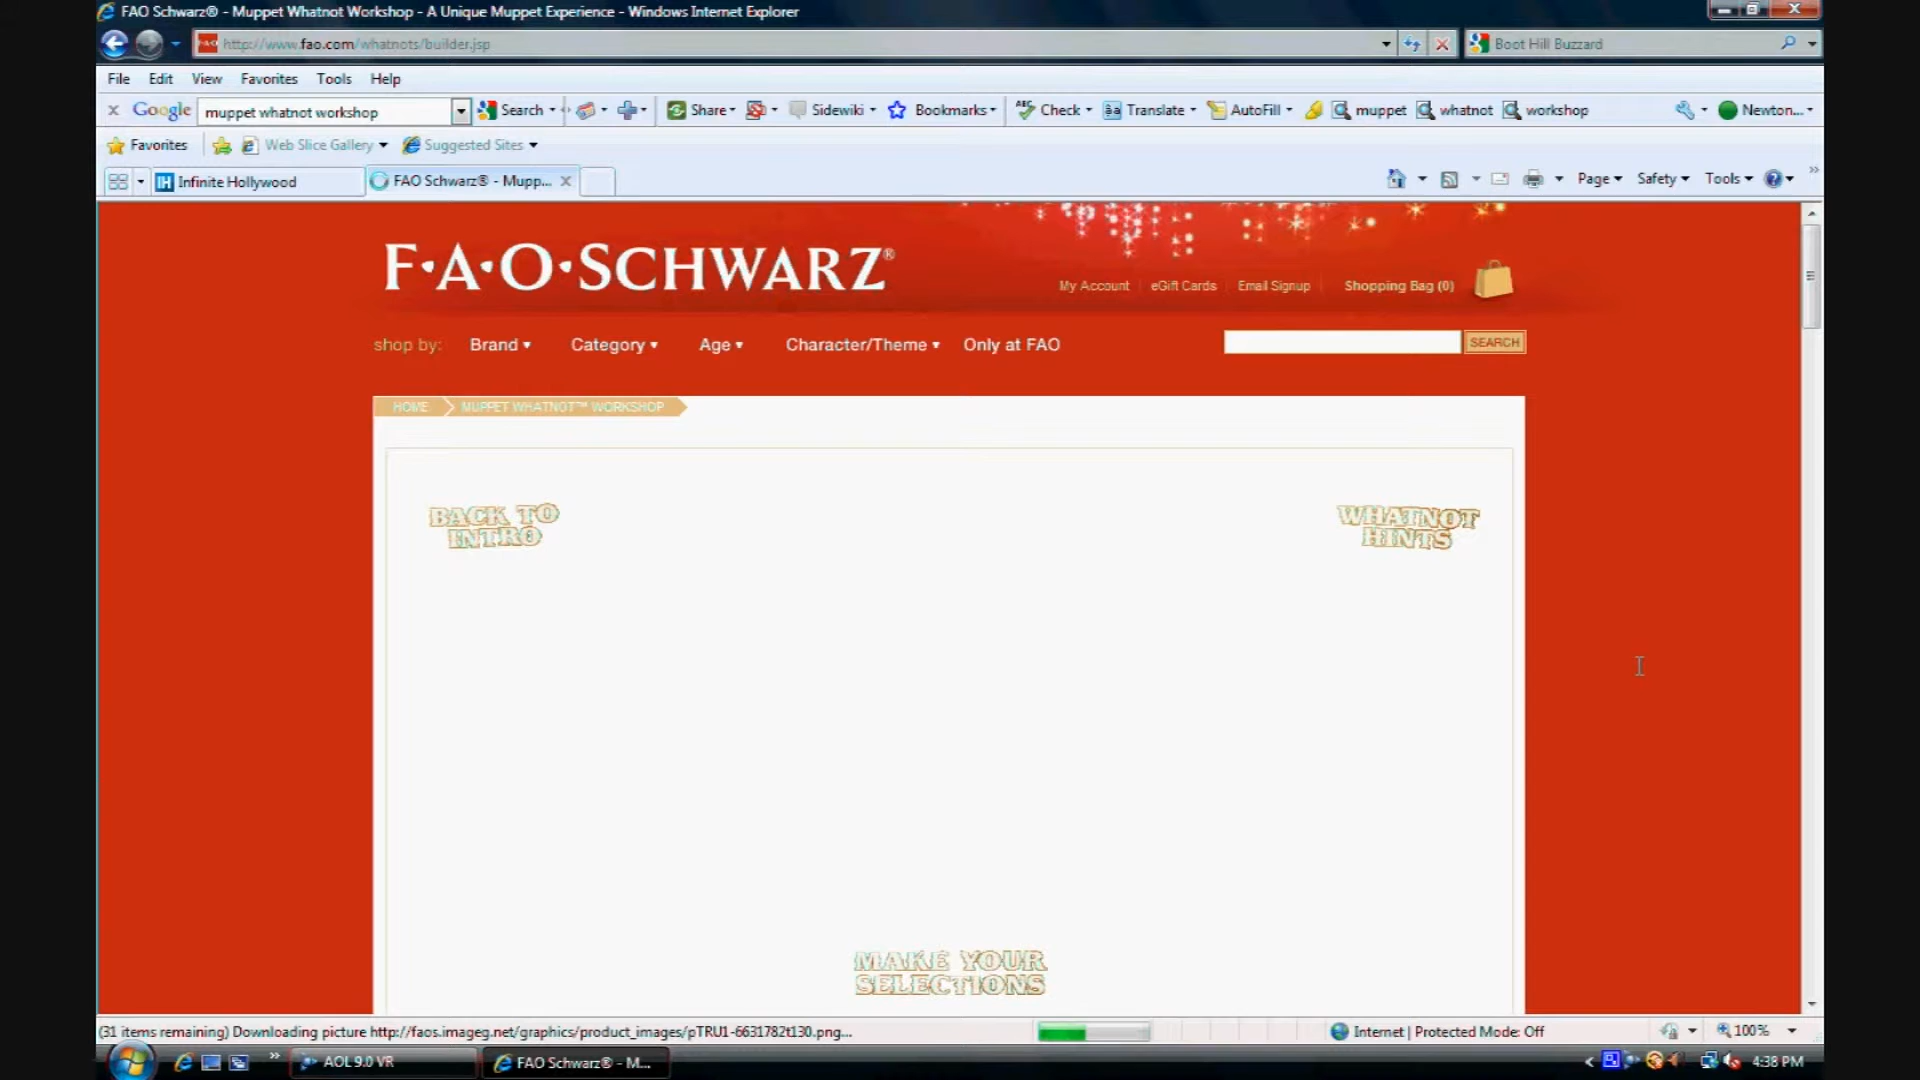 FAO Schwarz® - Muppet Whatnot Workshop - A Unique Muppet Experience - Windows Internet Explorer
http://www.fao.com/whatnots/builder.jsp
Boot Hill Buzzard
File Edit View Favorites Tools Help
x Google muppet whatnot workshop Search Share Sidewiki Bookmarks Check Translate AutoFill muppet whatnot workshop Newton...
Favorites Web Slice Gallery Suggested Sites
IH Infinite Hollywood FAO Schwarz® - Mupp... x Page Safety Tools
F·A·O·SCHWARZ®
My Account eGift Cards Email Signup Shopping Bag (0)
shop by: Brand Category Age Character/Theme Only at FAO SEARCH
HOME MUPPET WHATNOT™ WORKSHOP
BACK TO
INTRO
WHATNOT
HINTS
MAKE YOUR
SELECTIONS
(31 items remaining) Downloading picture http://faos.imageg.net/graphics/product_images/pTRU1-6631782t130.png... Internet | Protected Mode: Off 100%
AOL 9.0 VR FAO Schwarz® - M... 4:38 PM